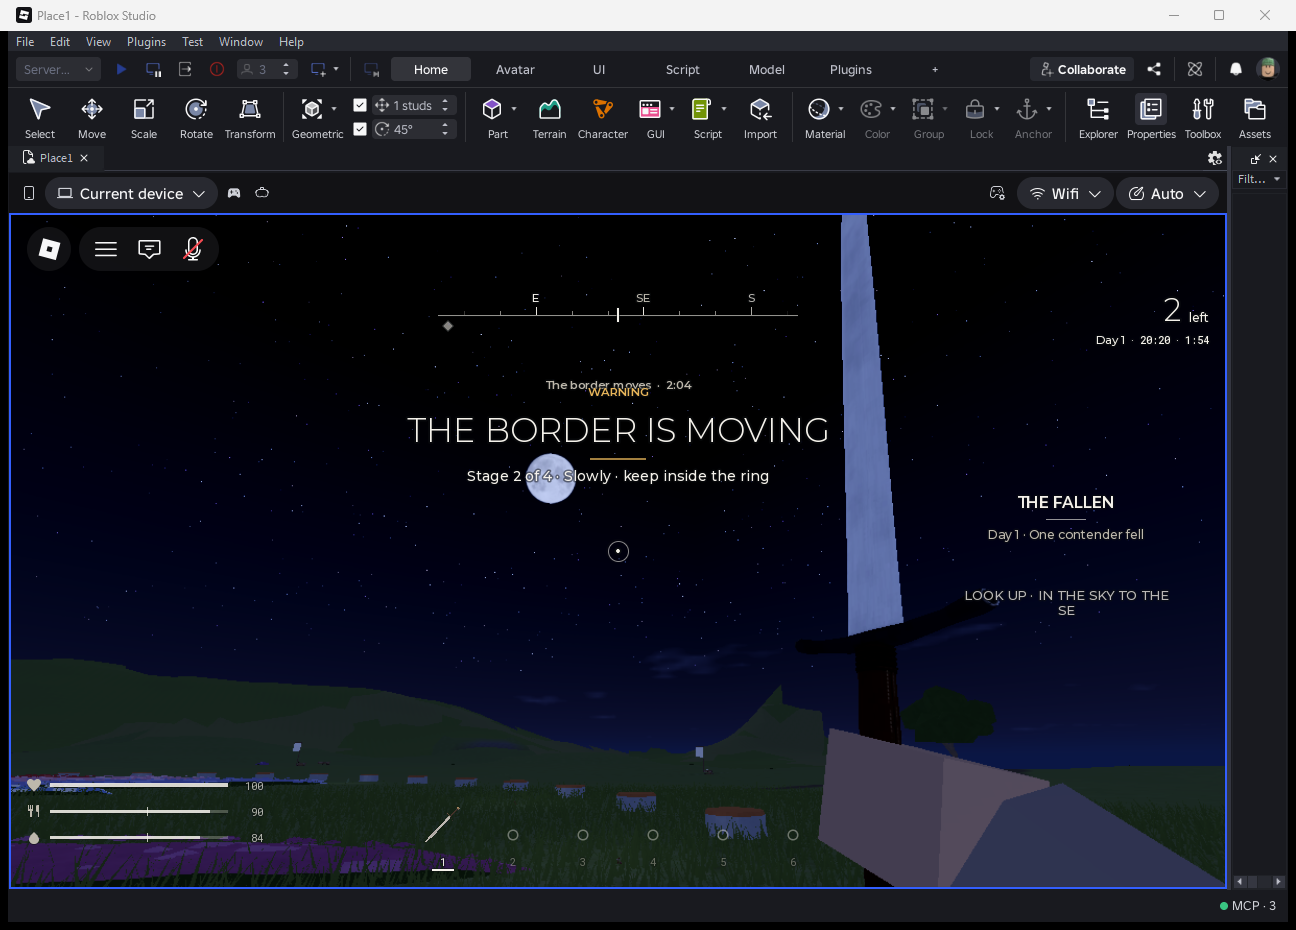 Place1 - Roblox Studio
File Edit View Plugins Test Window Help
Server... 3 Home Avatar UI Script Model Plugins + Collaborate
1 studs
45°
Select Move Scale Rotate Transform Geometric Part Terrain Character GUI Script Import Material Color Group Lock Anchor Explorer Properties Toolbox Assets
Place1
Filt...
Current device Wifi Auto
E SE S
2 left
Day 1 · 20:20 · 1:54
The border moves · 2:04
WARNING
THE BORDER IS MOVING
Stage 2 of 4 · Slowly · keep inside the ring
THE FALLEN
Day 1 · One contender fell
LOOK UP · IN THE SKY TO THE
SE
100
90
84
1 2 3 4 5 6
MCP · 3